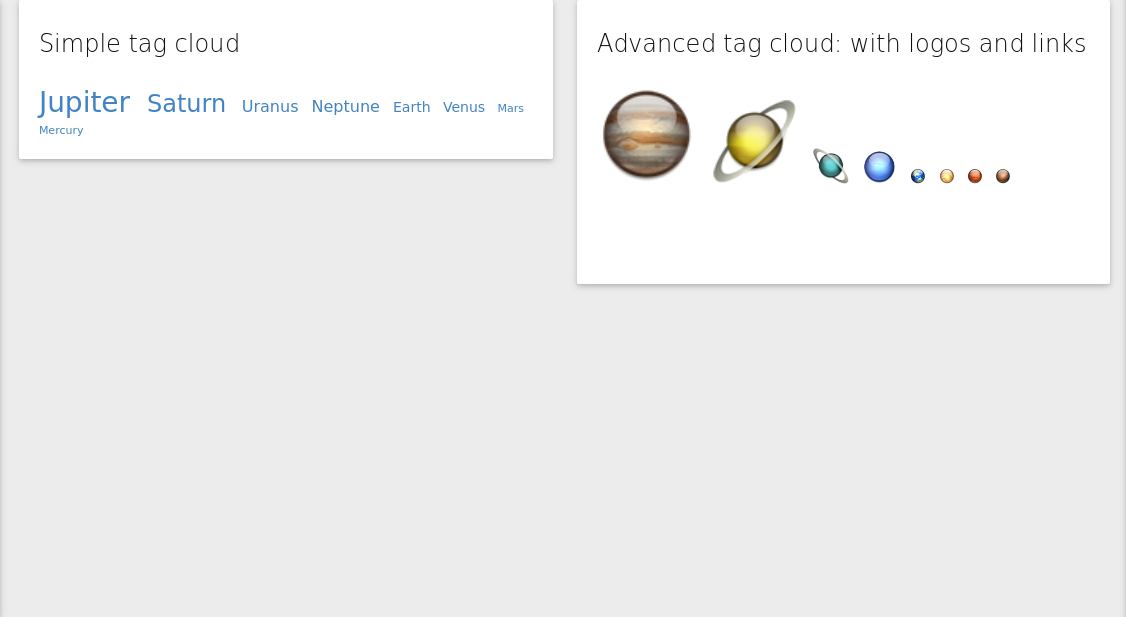 Simple tag cloud
Jupiter Saturn Uranus Neptune Earth Venus Mars
Mercury
Advanced tag cloud: with logos and links